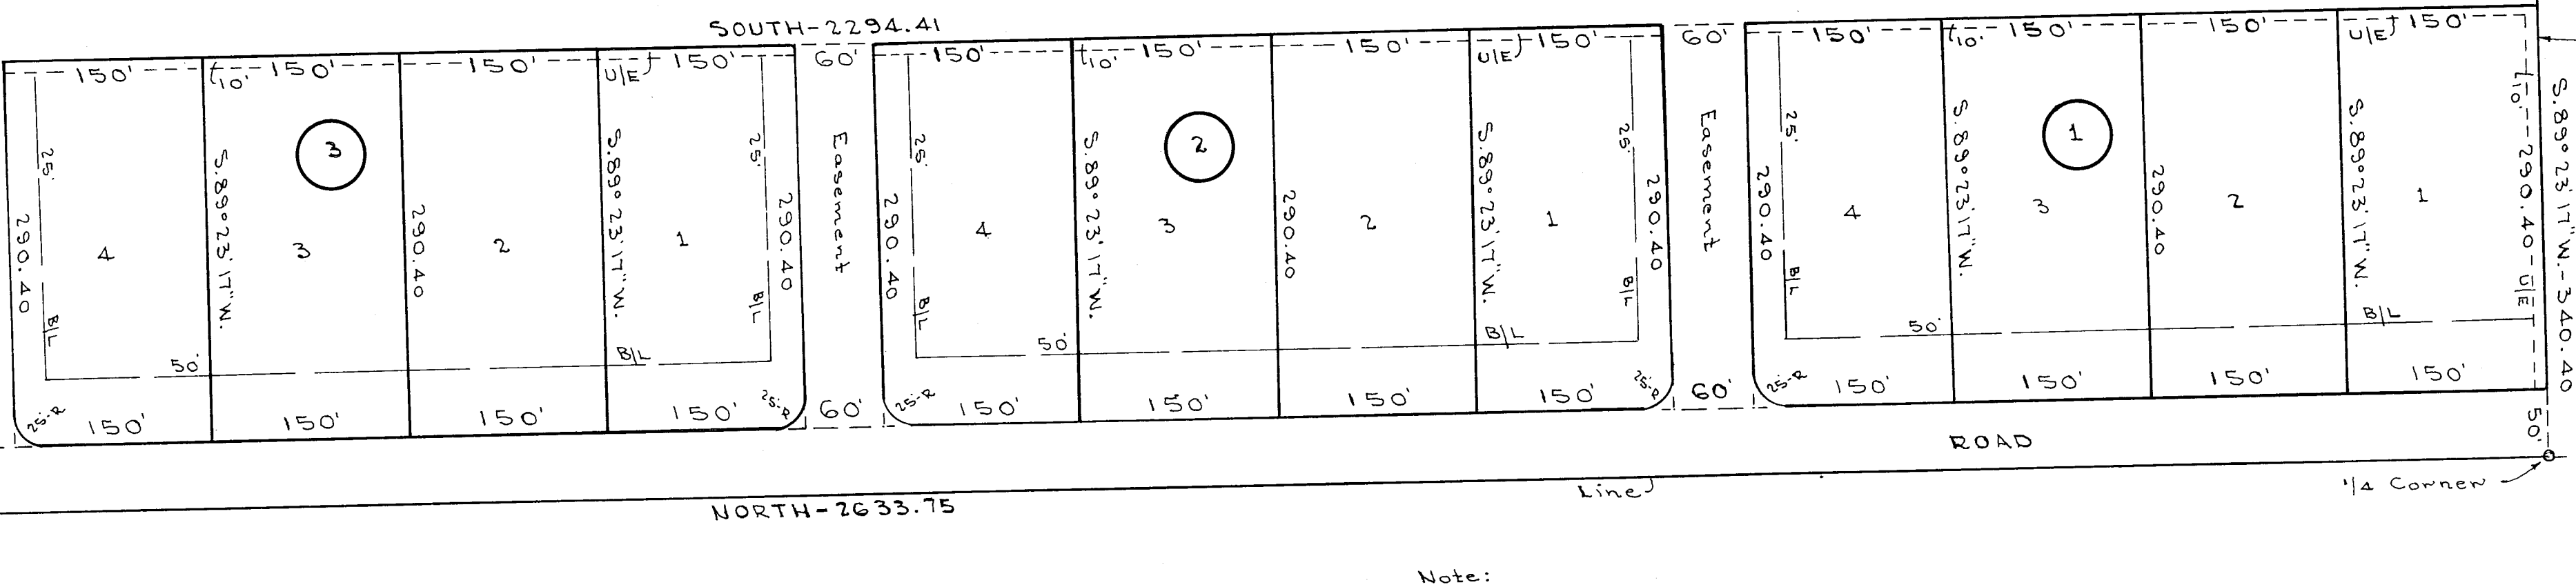 SOUTH-2294.41
150' 150' 150' 150' 60' 150' 150' 150' 150' 60' 150' 150' 150' 150'
10' U/E 10' U/E 10' U/E
3 2 1
25' 25' Easement 25' 25' Easement 25'
S.89°23'17"W. S.89°23'17"W. S.89°23'17"W. S.89°23'17"W. S.89°23'17"W. S.89°23'17"W.
10' 290.40 U/E
S.89°23'17"W.-340.40
290.40 290.40 290.40 290.40 290.40 290.40 290.40 290.40
4 3 2 1 4 3 2 1 4 3 2 1
B/L B/L B/L B/L B/L
50' B/L 50' B/L 50' B/L
25'-R 25'-R 25'-R 25'-R 25'-R
150' 150' 150' 150' 60' 150' 150' 150' 150' 60' 150' 150' 150' 150'
50'
ROAD
Line
1/4 Corner
NORTH-2633.75
Note: